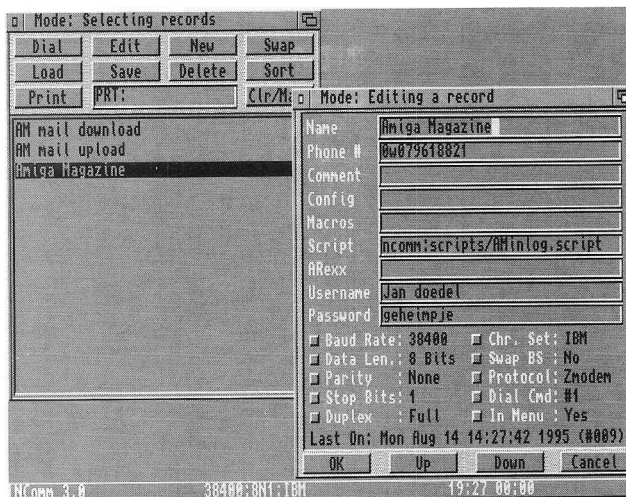 Mode: Selecting records
Dial Edit New Swap
Load Save Delete Sort
Print PRT:
AM mail download
AM mail upload
Amiga Magazine
Mode: Editing a record
Name Amiga Magazine
Phone # 0w079618821
Comment
Config
Macros
Script ncomm:scripts/AMinlog.script
ARexx
Username Jan doedel
Password geheimpje
Baud Rate: 38400 Chr. Set: IBM
Data Len.: 8 Bits Swap BS : No
Parity : None Protocol: Zmodem
Stop Bits: 1 Dial Cmd: #1
Duplex : Full In Menu : Yes
Last On: Mon Aug 14 14:27:42 1995 (#009)
OK Up Down Cancel
NComm 3.0 38400:8N1:IBM 19:27 00:00